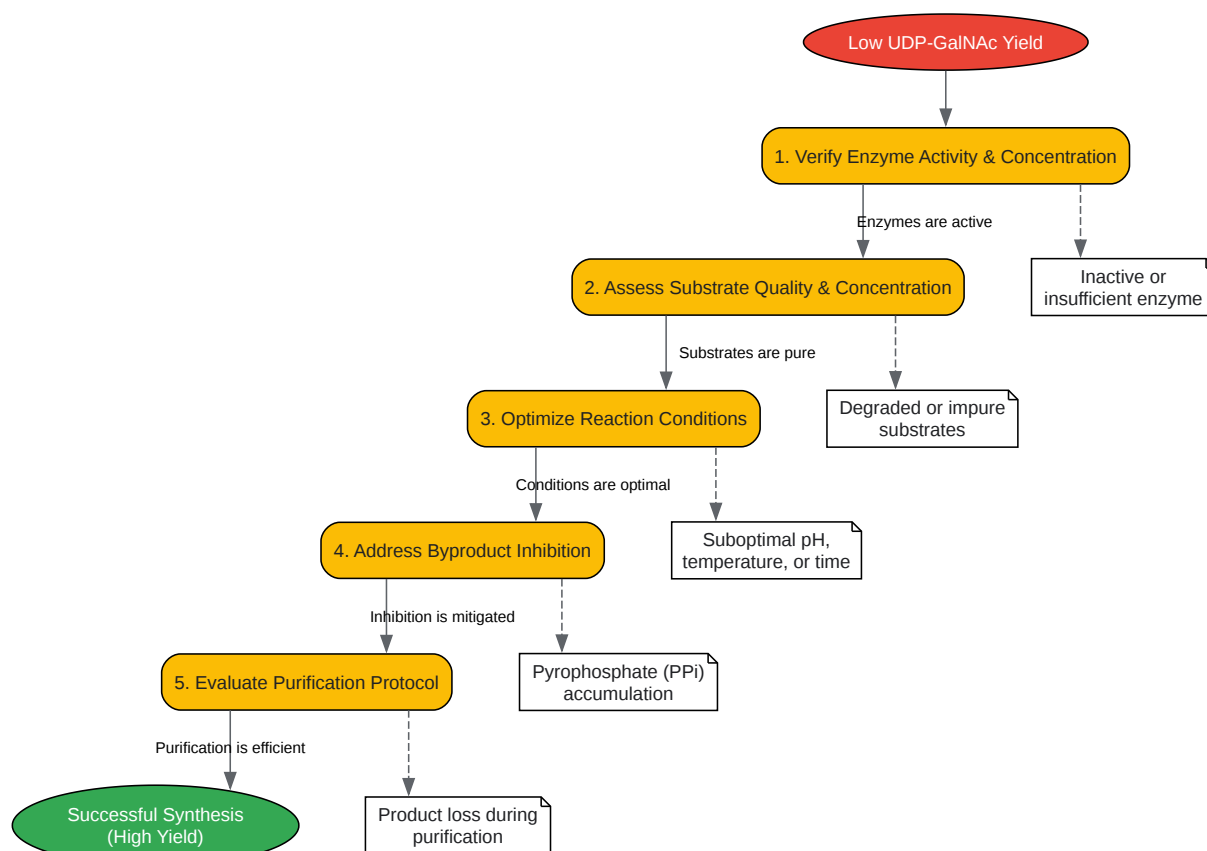 Low UDP-GalNAc Yield
1. Verify Enzyme Activity & Concentration
Enzymes are active
2. Assess Substrate Quality & Concentration
Inactive or
insufficient enzyme
Substrates are pure
3. Optimize Reaction Conditions
Degraded or impure
substrates
Conditions are optimal
4. Address Byproduct Inhibition
Suboptimal pH,
temperature, or time
Inhibition is mitigated
5. Evaluate Purification Protocol
Pyrophosphate (PPi)
accumulation
Purification is efficient
Successful Synthesis
(High Yield)
Product loss during
purification